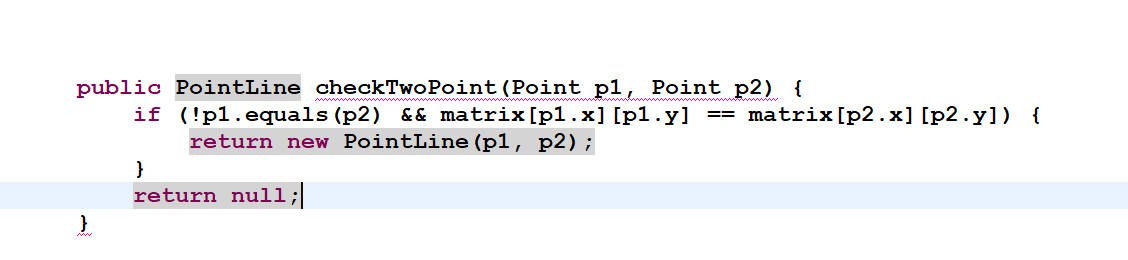 public PointLine checkTwoPoint(Point p1, Point p2) {
if (!p1.equals(p2) && matrix[p1.x][p1.y] == matrix[p2.x][p2.y]) {
return new PointLine(p1, p2);
}
return null;
}